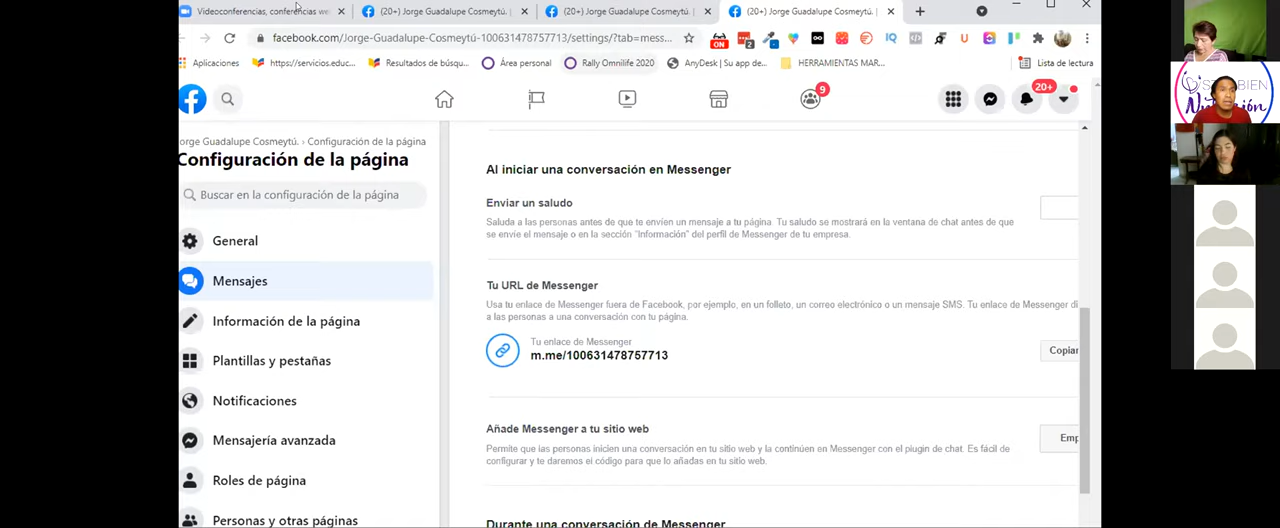 Videoconferencias, conferencias we
(20+) Jorge Guadalupe Cosmeytú.
(20+) Jorge Guadalupe Cosmeytú.
(20+) Jorge Guadalupe Cosmeytú.
facebook.com/Jorge-Guadalupe-Cosmeytú-100631478757713/settings/?tab=mess...
ON
2
U
IQ
Aplicaciones
https://servicios.educ...
Resultados de búsqu...
Área personal
Rally Omnilife 2020
AnyDesk | Su app de...
HERRAMIENTAS MAR...
Lista de lectura
9
20+
orge Guadalupe Cosmeytú. › Configuración de la página
Configuración de la página
Buscar en la configuración de la página
General
Mensajes
Información de la página
Plantillas y pestañas
Notificaciones
Mensajería avanzada
Roles de página
Personas y otras páginas
Al iniciar una conversación en Messenger
Enviar un saludo
Saluda a las personas antes de que te envíen un mensaje a tu página. Tu saludo se mostrará en la ventana de chat antes de
que se envíe el mensaje o en la sección "Información" del perfil de Messenger de tu empresa.
Tu URL de Messenger
Usa tu enlace de Messenger fuera de Facebook, por ejemplo, en un folleto, un correo electrónico o un mensaje SMS. Tu enlace de Messenger di
a las personas a una conversación con tu página.
Tu enlace de Messenger
m.me/100631478757713
Copiar
Añade Messenger a tu sitio web
Permite que las personas inicien una conversación en tu sitio web y la continúen en Messenger con el plugin de chat. Es fácil de
configurar y te daremos el código para que lo añadas en tu sitio web.
Emp
Durante una conversación de Messenger